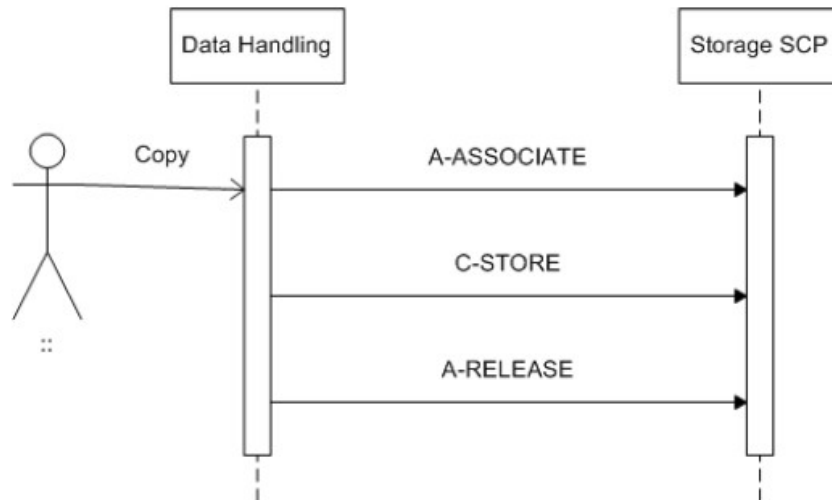 Data Handling
Storage SCP
Copy
A-ASSOCIATE
C-STORE
A-RELEASE
::